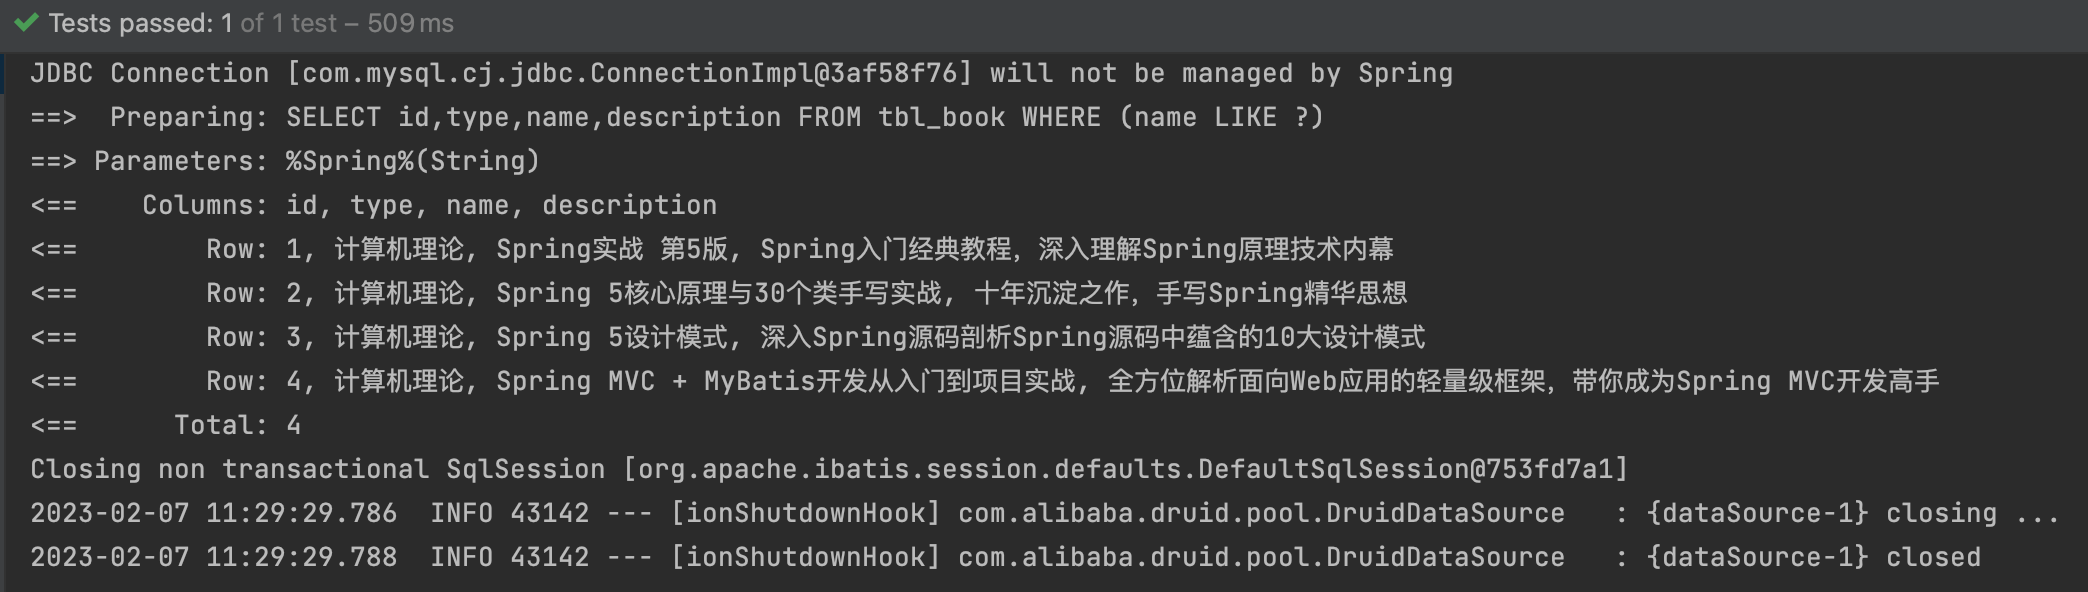 Tests passed: 1 of 1 test – 509 ms
JDBC Connection [com.mysql.cj.jdbc.ConnectionImpl@3af58f76] will not be managed by Spring
==>  Preparing: SELECT id,type,name,description FROM tbl_book WHERE (name LIKE ?)
==> Parameters: %Spring%(String)
<==    Columns: id, type, name, description
<==        Row: 1, 计算机理论, Spring实战 第5版, Spring入门经典教程，深入理解Spring原理技术内幕
<==        Row: 2, 计算机理论, Spring 5核心原理与30个类手写实战, 十年沉淀之作，手写Spring精华思想
<==        Row: 3, 计算机理论, Spring 5设计模式, 深入Spring源码剖析Spring源码中蕴含的10大设计模式
<==        Row: 4, 计算机理论, Spring MVC + MyBatis开发从入门到项目实战, 全方位解析面向Web应用的轻量级框架，带你成为Spring MVC开发高手
<==      Total: 4
Closing non transactional SqlSession [org.apache.ibatis.session.defaults.DefaultSqlSession@753fd7a1]
2023-02-07 11:29:29.786  INFO 43142 --- [ionShutdownHook] com.alibaba.druid.pool.DruidDataSource   : {dataSource-1} closing ...
2023-02-07 11:29:29.788  INFO 43142 --- [ionShutdownHook] com.alibaba.druid.pool.DruidDataSource   : {dataSource-1} closed